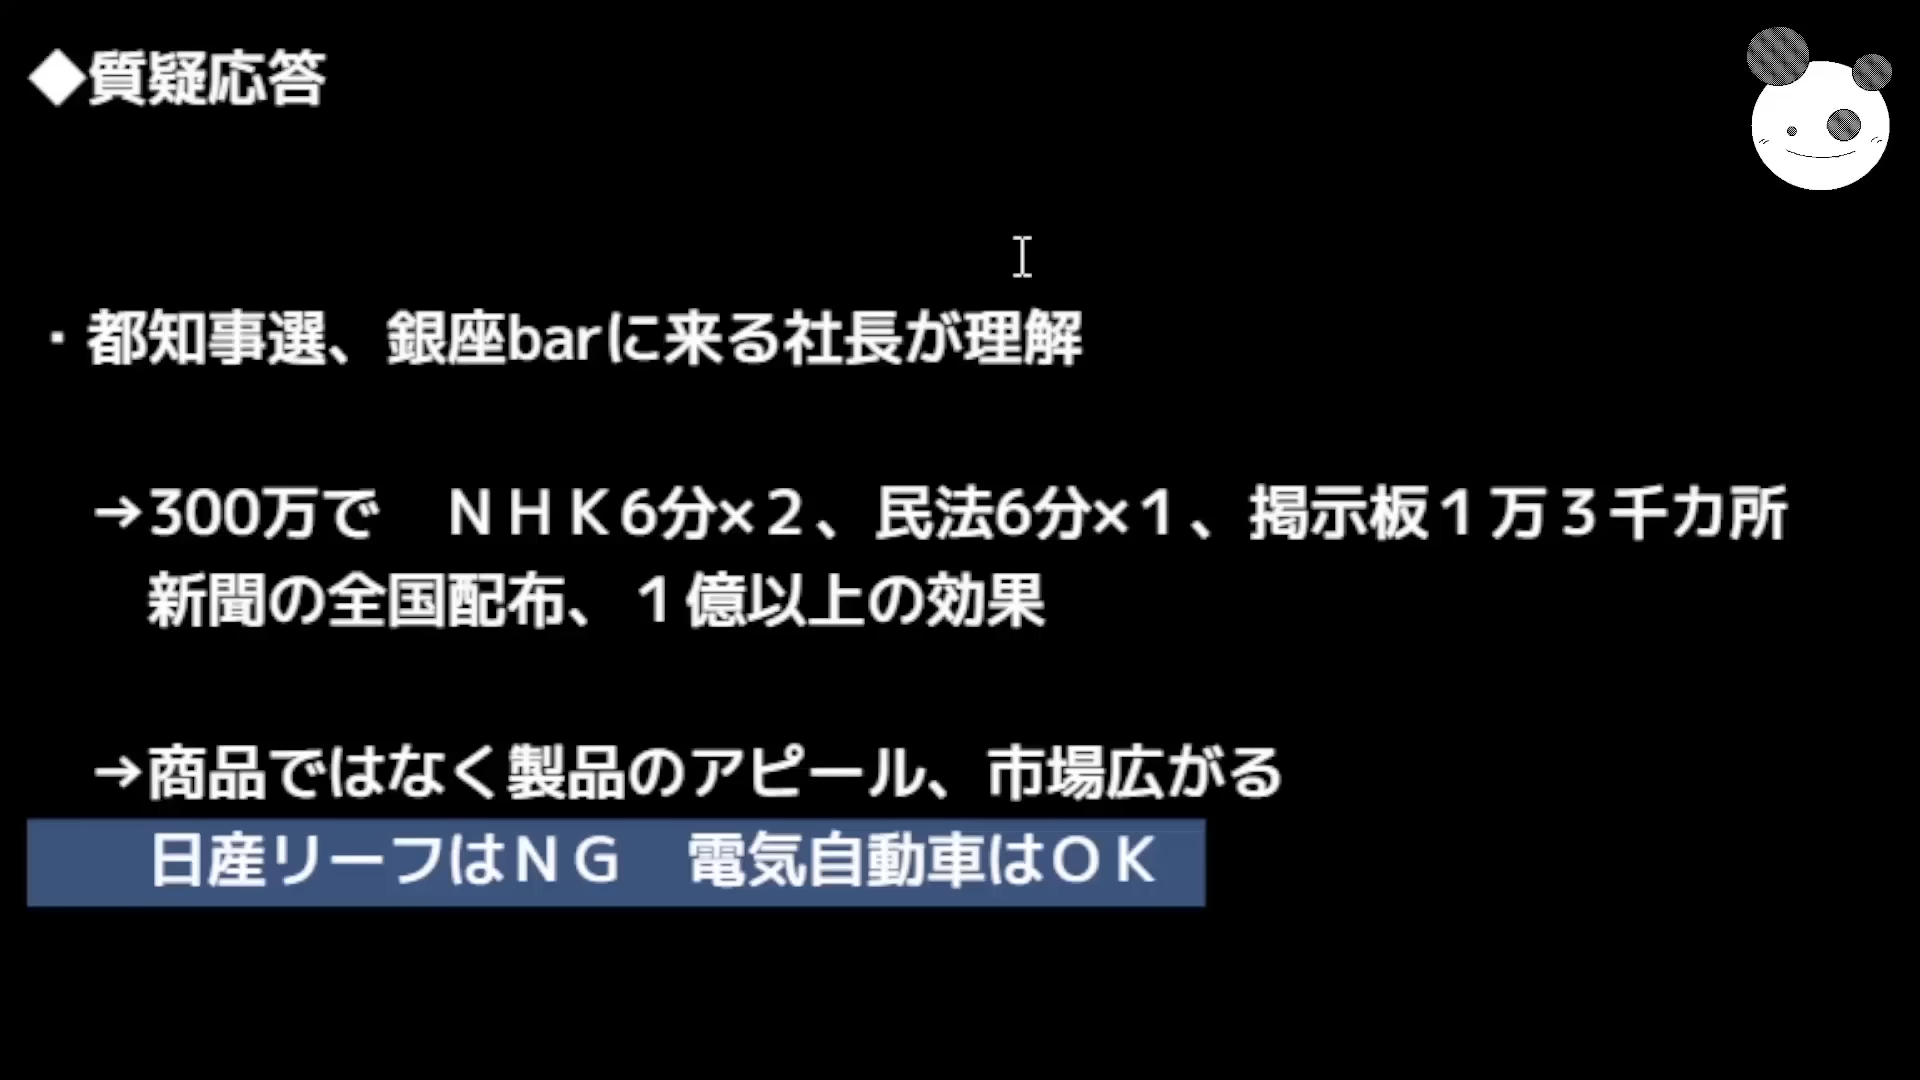 ◆質疑応答
・都知事選、銀座barに来る社長が理解
→300万で　ＮＨＫ6分×２、民法6分×１、掲示板１万３千カ所
新聞の全国配布、１億以上の効果
→商品ではなく製品のアピール、市場広がる
日産リーフはＮＧ　電気自動車はＯＫ